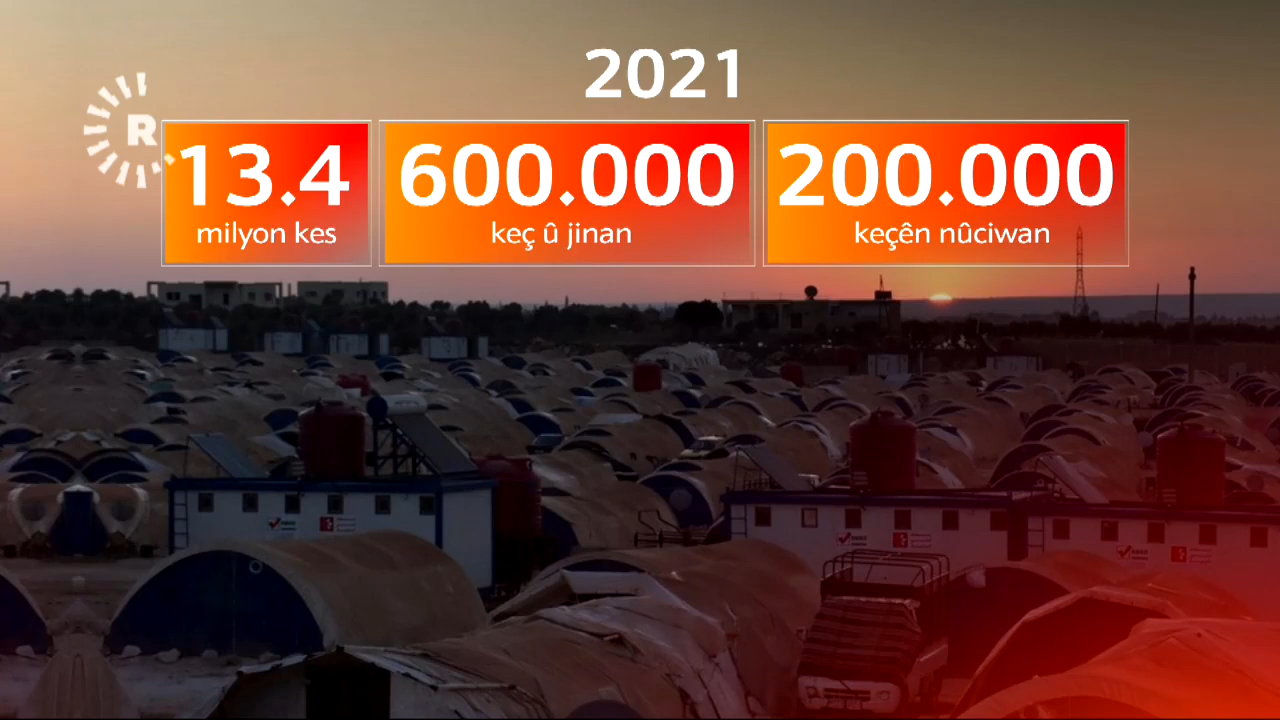 2021
R
13.4
milyon kes
600.000
keç û jinan
200.000
keçên nûciwan